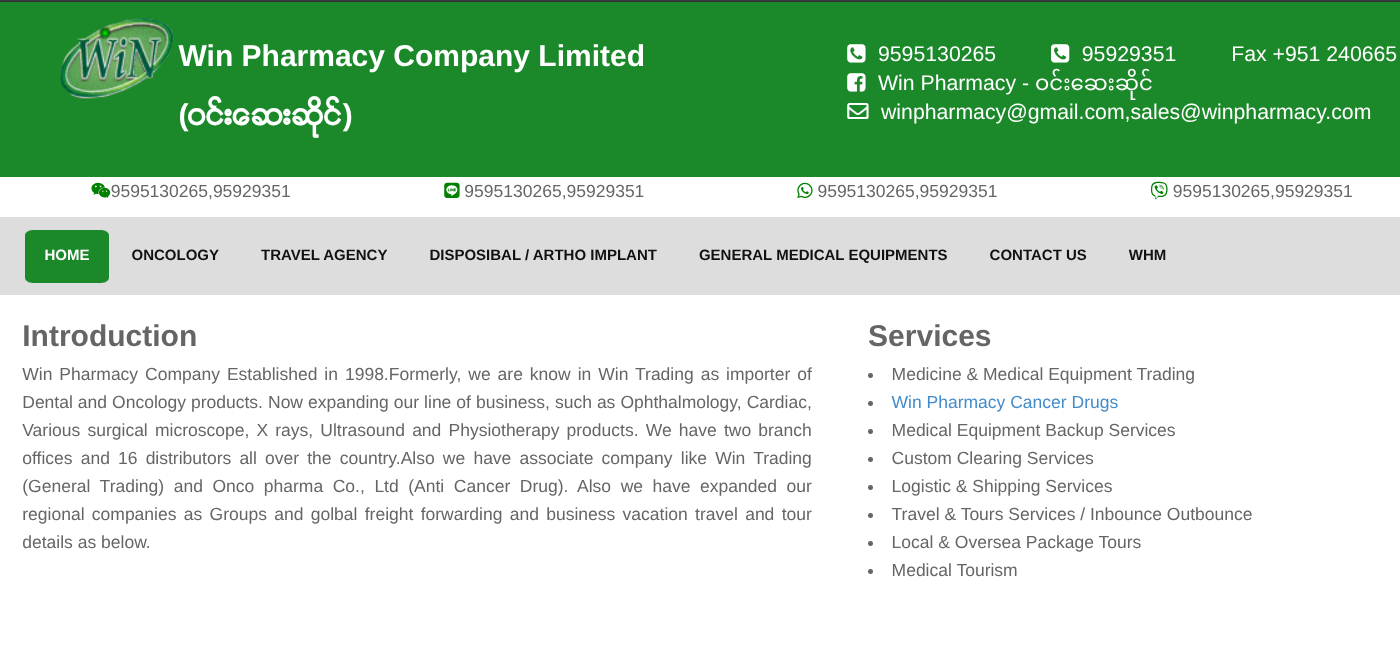 WiN
Win Pharmacy Company Limited
(ဝင်းဆေးဆိုင်)
9595130265 95929351 Fax +951 240665
Win Pharmacy - ဝင်းဆေးဆိုင်
winpharmacy@gmail.com,sales@winpharmacy.com
9595130265,95929351 9595130265,95929351 9595130265,95929351 9595130265,95929351
HOME ONCOLOGY TRAVEL AGENCY DISPOSIBAL / ARTHO IMPLANT GENERAL MEDICAL EQUIPMENTS CONTACT US WHM
Introduction
Win Pharmacy Company Established in 1998.Formerly, we are know in Win Trading as importer of
Dental and Oncology products. Now expanding our line of business, such as Ophthalmology, Cardiac,
Various surgical microscope, X rays, Ultrasound and Physiotherapy products. We have two branch
offices and 16 distributors all over the country.Also we have associate company like Win Trading
(General Trading) and Onco pharma Co., Ltd (Anti Cancer Drug). Also we have expanded our
regional companies as Groups and golbal freight forwarding and business vacation travel and tour
details as below.
Services
Medicine & Medical Equipment Trading
Win Pharmacy Cancer Drugs
Medical Equipment Backup Services
Custom Clearing Services
Logistic & Shipping Services
Travel & Tours Services / Inbounce Outbounce
Local & Oversea Package Tours
Medical Tourism